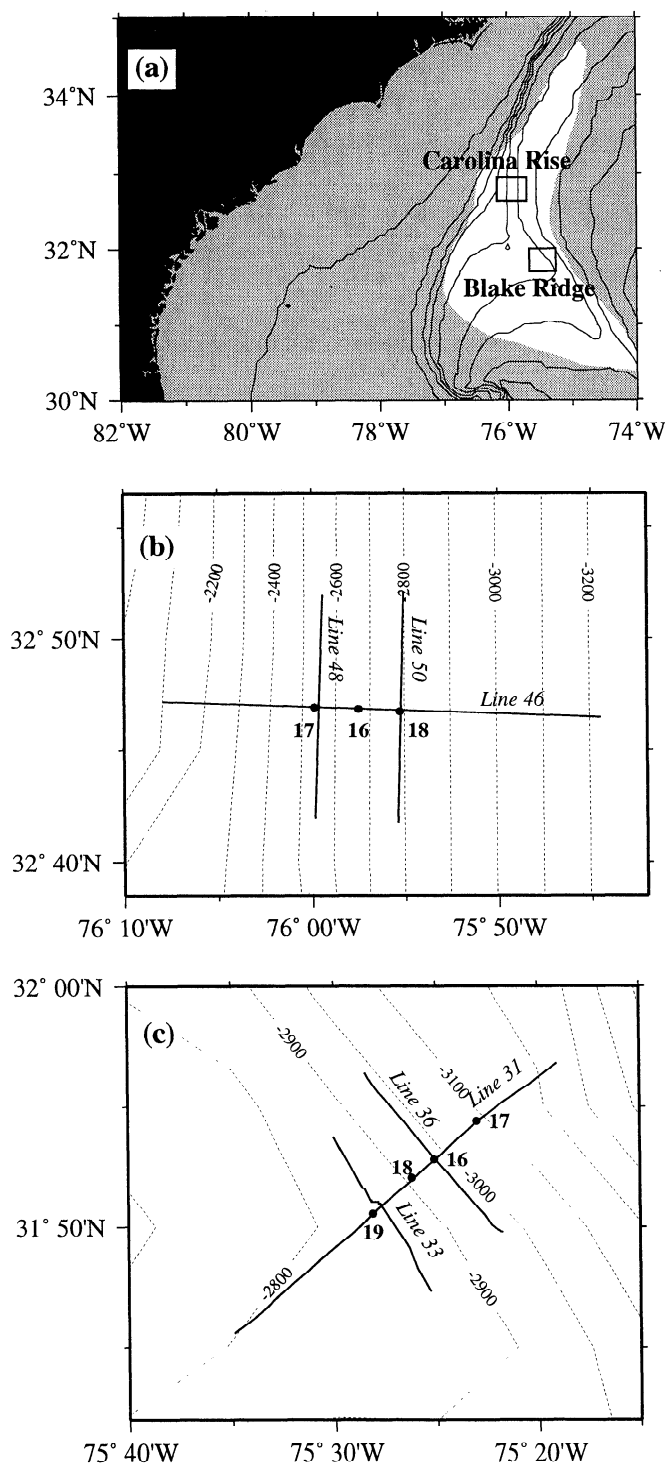 (a)
34°N
Carolina Rise
32°N
Blake Ridge
30°N
82°W
80°W
78°W
76°W
74°W
(b)
-2200
-2400
-2600
-2800
-3000
-3200
32° 50'N
Line 48
Line 50
Line 46
17
16
18
32° 40'N
76° 10'W
76° 00'W
75° 50'W
32° 00'N
(c)
-2900
-3100
Line 31
Line 36
17
16
18
-3000
31° 50'N
19
Line 33
-2800
-2900
75° 40'W
75° 30'W
75° 20'W